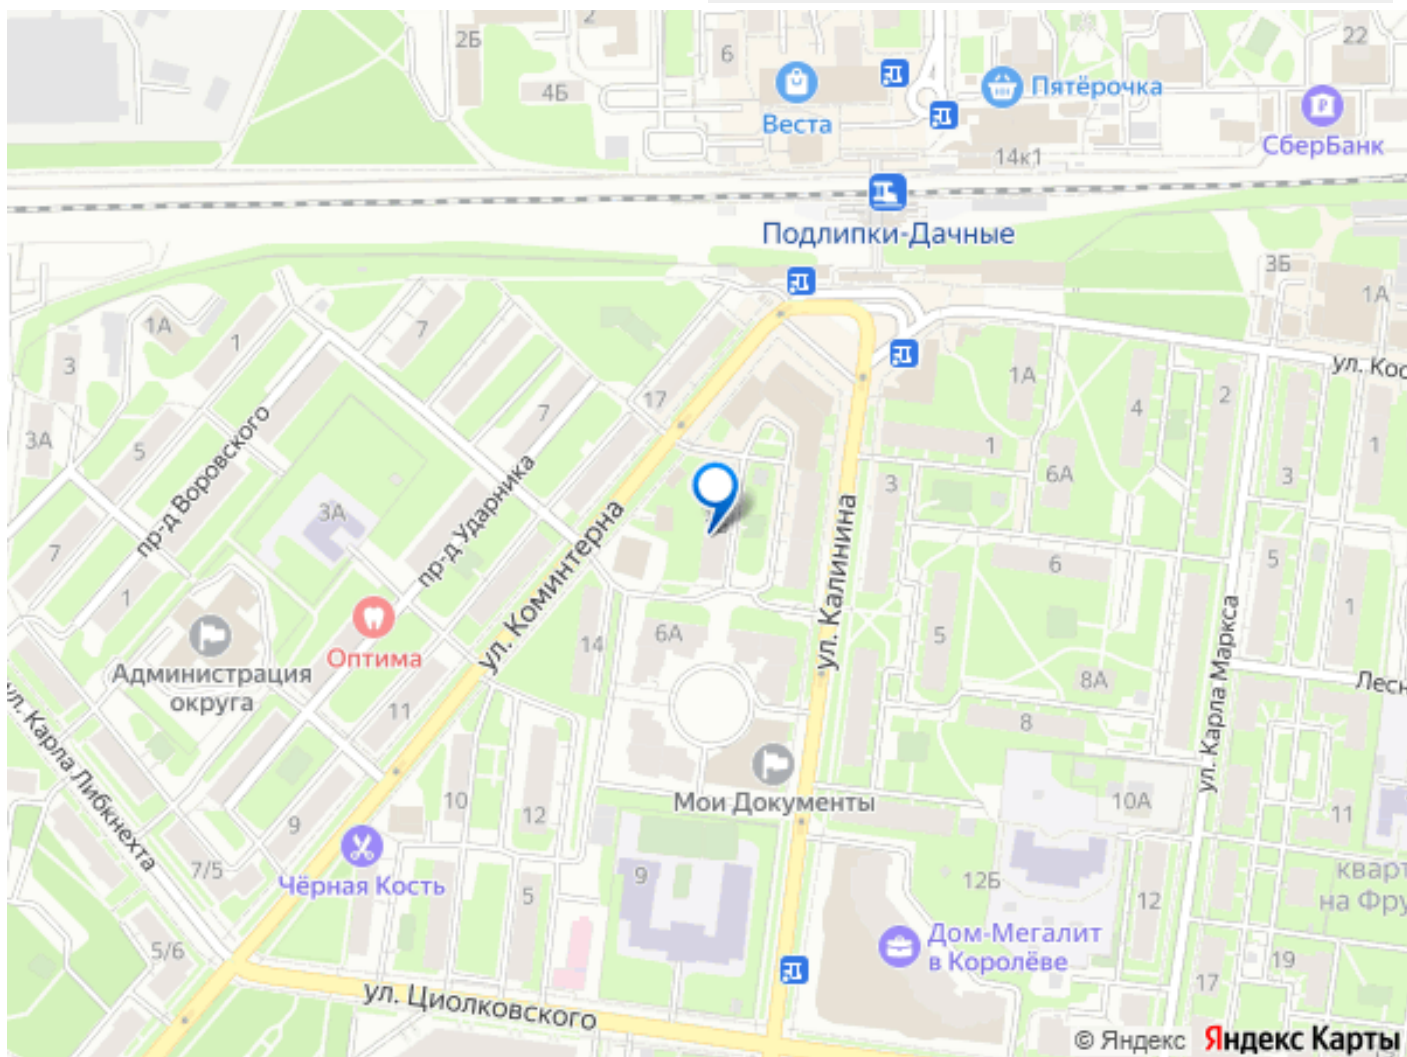 2
2Б
6
22
4Б
Пятёрочка
Веста
14к1
СберБанк
Подлипки-Дачные
3Б
1А
1А
1
7
3
ул. Кос
1А
2
17
4
7
3А
5
1
1
пр-д Воровского
6А
3
3
3А
пр-д Ударника
ул. Коминтерна
ул. Калинина
7
5
6
1
1
ул. Карла Маркса
14
6А
5
Оптима
Администрация
округа
8А
Лесн
ул. Карла Либкнехта
11
8
Мои Документы
10
12
10А
11
9
7/5
Чёрная Кость
9
5
12Б
12
кварт
на Фру
Дом-Мегалит
в Королёве
5/6
19
17
ул. Циолковского
© Яндекс Яндекс Карты